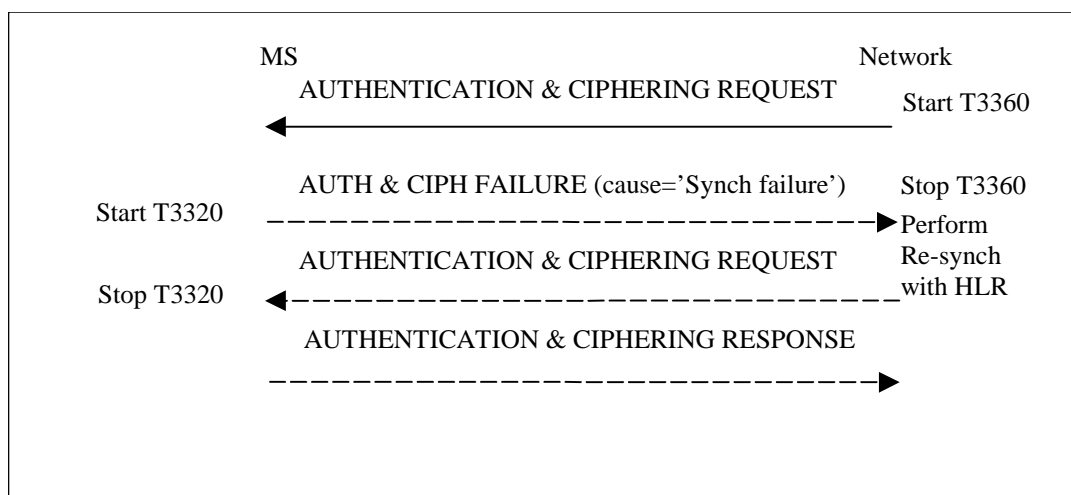 MS
Network
AUTHENTICATION & CIPHERING REQUEST
Start T3360
AUTH & CIPH FAILURE (cause=’Synch failure’)
Stop T3360
Start T3320
Perform
Re-synch
with HLR
AUTHENTICATION & CIPHERING REQUEST
Stop T3320
AUTHENTICATION & CIPHERING RESPONSE